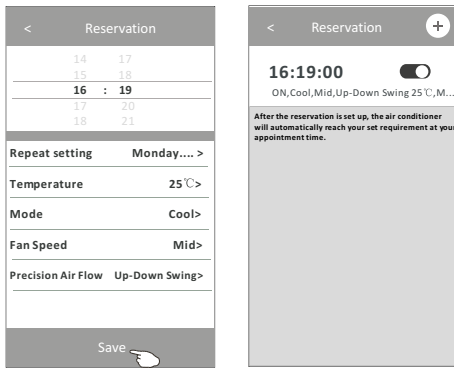 < Reservation
14 17
15 18
16 : 19
17 20
18 21
Repeat setting Monday.... >
Temperature 25℃>
Mode Cool>
Fan Speed Mid>
Precision Air Flow Up-Down Swing>
Save
< Reservation +
16:19:00
ON,Cool,Mid,Up-Down Swing 25℃,M...
After the reservation is set up, the air conditioner
will automatically reach your set requirement at your
appointment time.